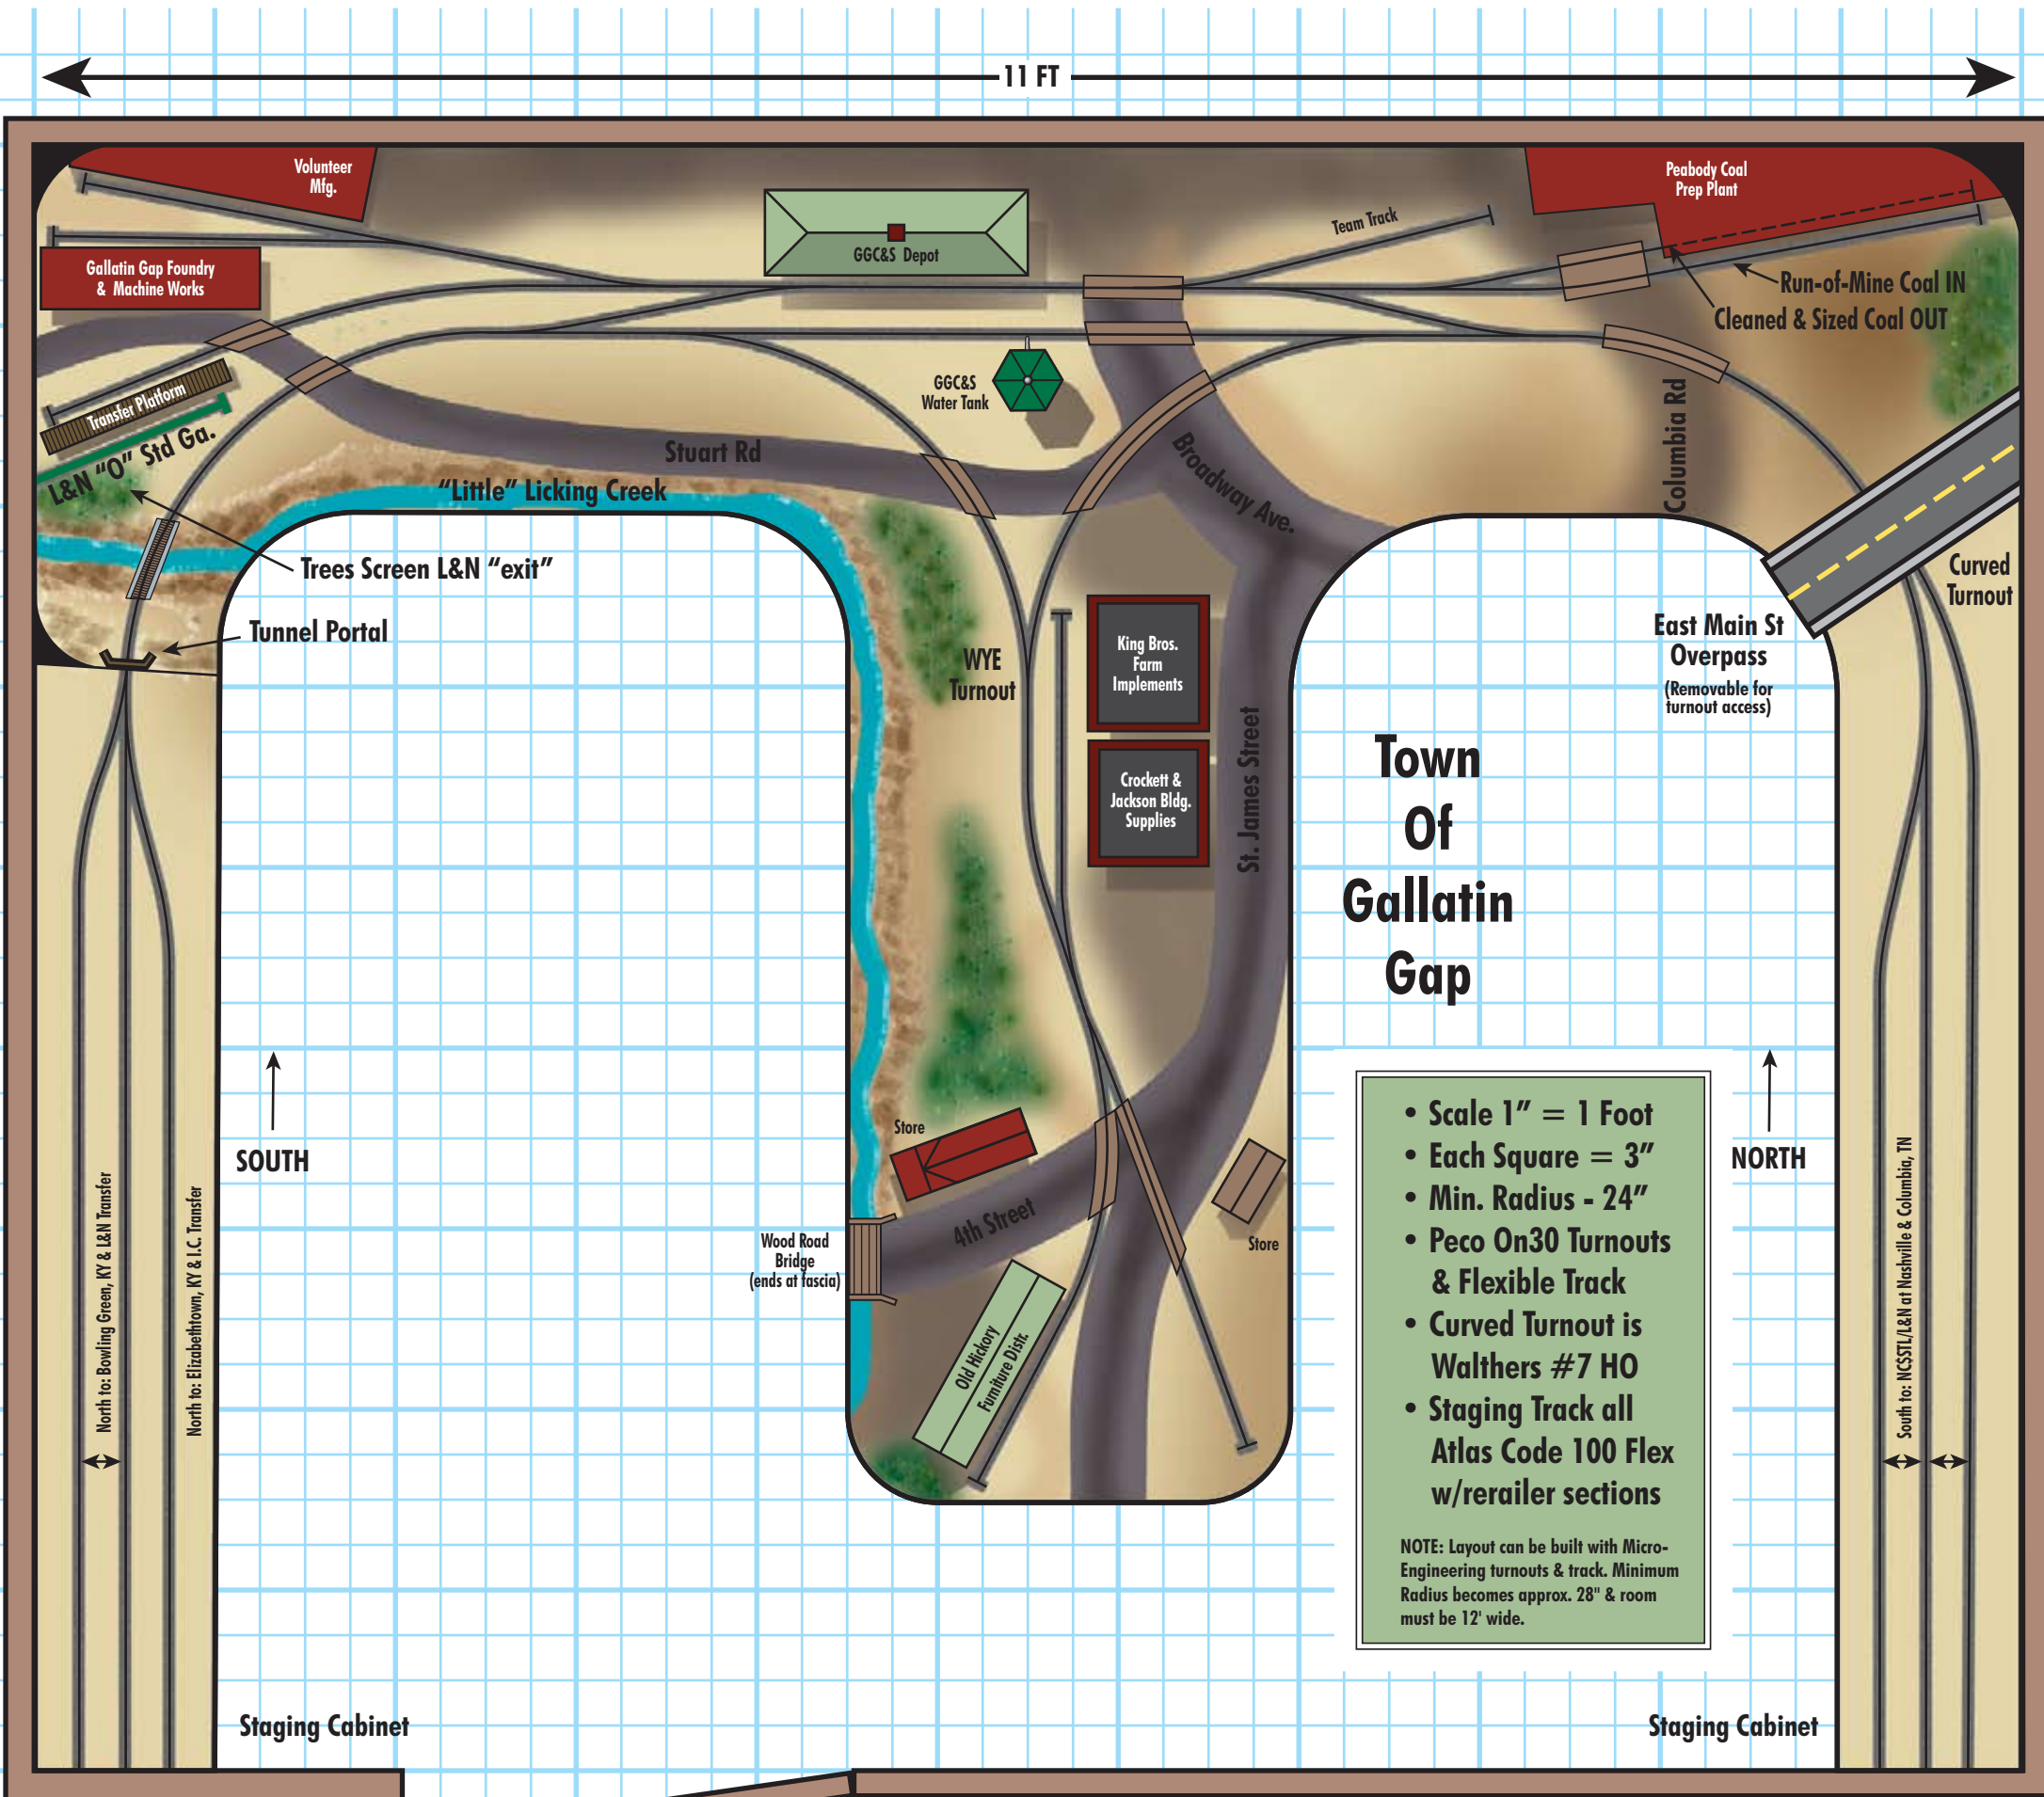 11 FT
Volunteer
Mfg.
Peabody Coal
Prep Plant
Team Track
GGC&S Depot
Gallatin Gap Foundry
& Machine Works
Run-of-Mine Coal IN
Cleaned & Sized Coal OUT
Transfer Platform
L&N “O” Std Ga.
GGC&S
Water Tank
Stuart Rd
Broadway Ave.
Columbia Rd
“Little” Licking Creek
Trees Screen L&N “exit”
Tunnel Portal
Curved
Turnout
East Main St
Overpass
(Removable for
turnout access)
WYE
Turnout
King Bros.
Farm
Implements
Crockett &
Jackson Bldg.
Supplies
St. James Street
Town
Of
Gallatin
Gap
SOUTH
NORTH
North to: Bowling Green, KY & L&N Transfer
North to: Elizabethtown, KY & I.C. Transfer
South to: NC$STL/L&N at Nashville & Columbia, TN
Store
4th Street
Store
Wood Road
Bridge
(ends at fascia)
Old Hickory
Furniture Distr.
• Scale 1” = 1 Foot
• Each Square = 3”
• Min. Radius - 24”
• Peco On30 Turnouts
& Flexible Track
• Curved Turnout is
Walthers #7 HO
• Staging Track all
Atlas Code 100 Flex
w/rerailer sections
NOTE: Layout can be built with Micro-
Engineering turnouts & track. Minimum
Radius becomes approx. 28" & room
must be 12' wide.
Staging Cabinet
Staging Cabinet